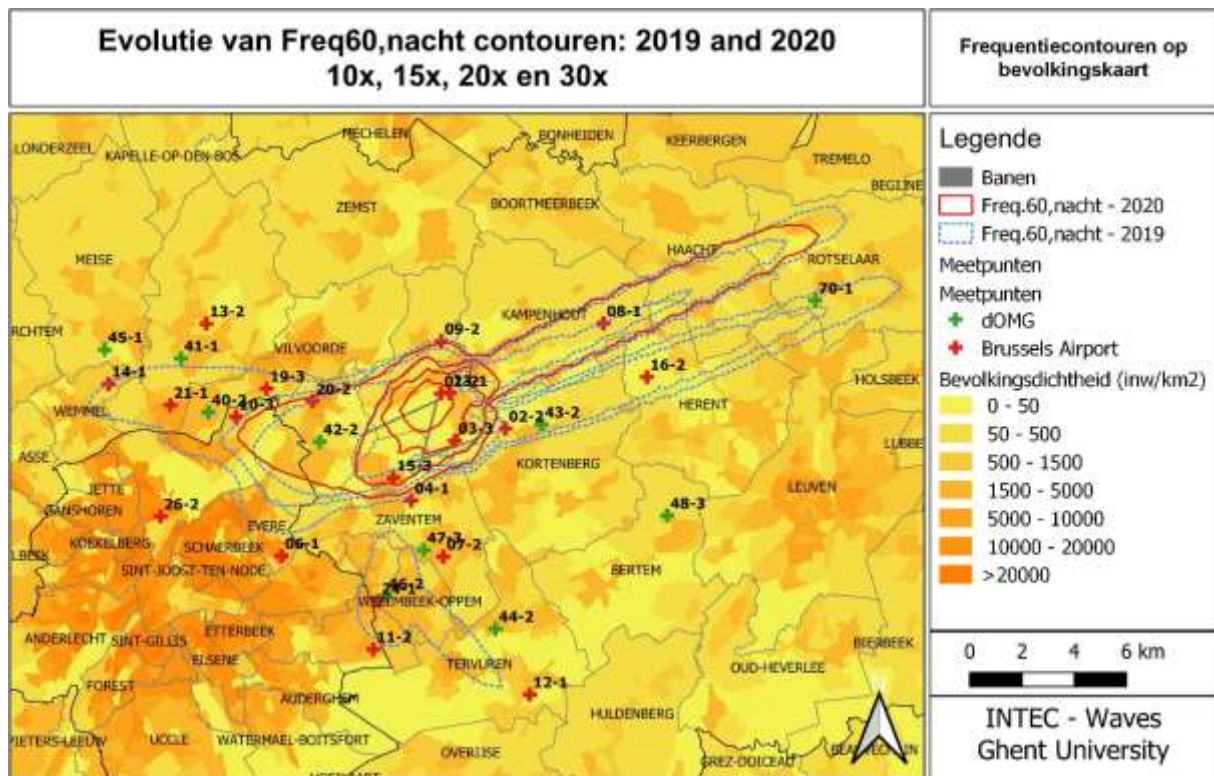 Evolutie van Freq60,nacht contouren: 2019 and 2020
10x, 15x, 20x en 30x
Frequentiecontouren op
bevolkingskaart
LONDERZEEL
KAPELLE-OP-DEN-BOS
MECHELEN
BONHEIDEN
KEERBERGEN
TREMELO
ZEMST
BOORTMEERBEEK
HAACHT
ROTSELAAR
MEISE
70-1
13-2
KAMPENHOUT
08-1
45-1
41-1
VILVOORDE
09-2
14-1
19-3
16-2
HOLSBEEK
WEMMEL
21-1
40-2
20-2
HERENT
02-2
43-2
42-2
03-3
ASSE
15-3
KORTENBERG
JETTE
04-1
LEUVEN
GANSHOREN
26-2
EVERE
ZAVENTEM
48-3
KOEKELBERG
SCHAERBEEK
06-1
47-3
07-2
SINT-JOOST-TEN-NODE
BERTEM
WEZEMBEEK-OPPEM
44-2
ANDERLECHT
SINT-GILLIS
ETTERBEEK
11-2
BIERBEEK
ELSENE
TERVUREN
OUD-HEVERLEE
FOREST
AUDERGHEM
12-1
HULDENBERG
UCCLE
WATERMAEL-BOITSFORT
OVERIJSE
GREZ-DOICEAU
Legende
Banen
Freq.60,nacht - 2020
Freq.60,nacht - 2019
Meetpunten
Meetpunten
dOMG
Brussels Airport
Bevolkingsdichtheid (inw/km2)
0 - 50
50 - 500
500 - 1500
1500 - 5000
5000 - 10000
10000 - 20000
>20000
0 2 4 6 km
INTEC - Waves
Ghent University